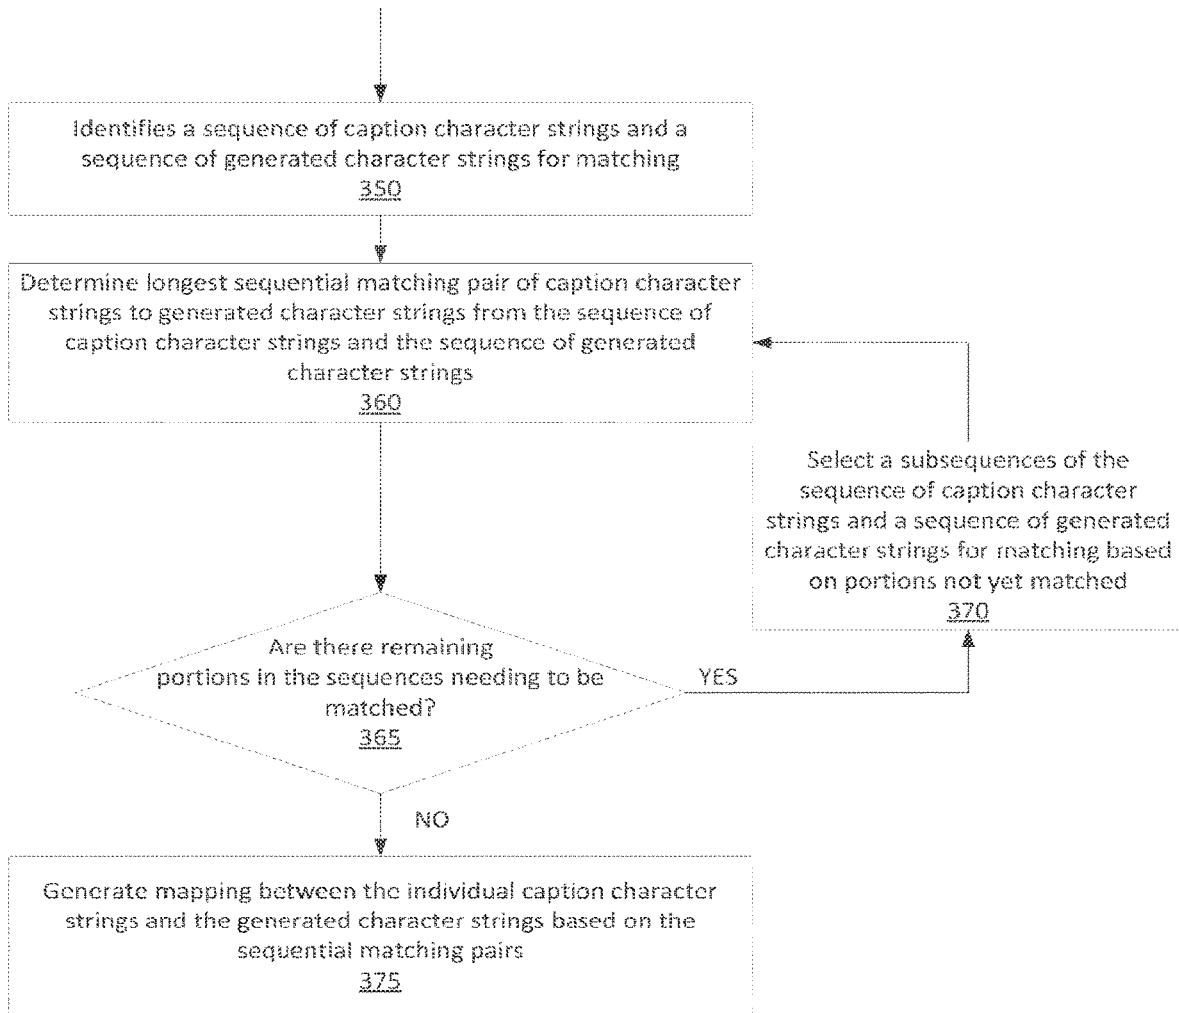 Identifies a sequence of caption character strings and a
sequence of generated character strings for matching
350
Determine longest sequential matching pair of caption character
strings to generated character strings from the sequence of
caption character strings and the sequence of generated
character strings
360
Select a subsequences of the
sequence of caption character
strings and a sequence of generated
character strings for matching based
on portions not yet matched
370
Are there remaining
portions in the sequences needing to be
matched?
365
YES
NO
Generate mapping between the individual caption character
strings and the generated character strings based on the
sequential matching pairs
375